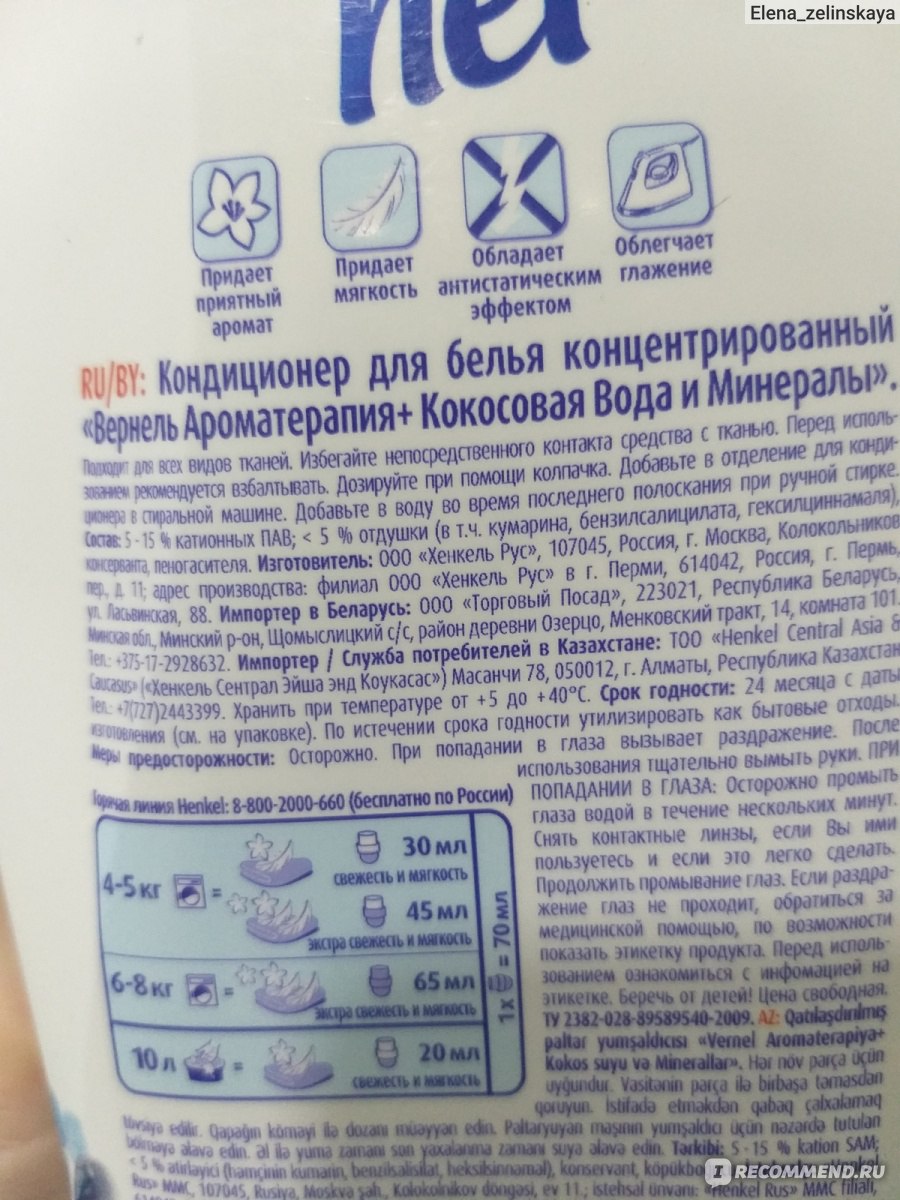 Elena_zelinskaya
nel
Придает
приятный
аромат
Придает
мягкость
Обладает
антистатическим
эффектом
Облегчает
глажение
RU/BY: Кондиционер для белья концентрированный
«Вернель Ароматерапия+ Кокосовая Вода и Минералы».
Подходит для всех видов тканей. Избегайте непосредственного контакта средства с тканью. Перед исполь-
зованием рекомендуется взбалтывать. Дозируйте при помощи колпачка. Добавьте в отделение для конди-
ционера в стиральной машине. Добавьте в воду во время последнего полоскания при ручной стирке.
Состав: 5 - 15 % катионных ПАВ; < 5 % отдушки (в т.ч. кумарина, бензилсалицилата, гексилциннамаля),
консерванта, пеногасителя. Изготовитель: ООО «Хенкель Рус», 107045, Россия, г. Москва, Колокольников
пер., д. 11; адрес производства: филиал ООО «Хенкель Рус» в г. Перми, 614042, Россия, г. Пермь,
ул. Ласьвинская, 88. Импортер в Беларусь: ООО «Торговый Посад», 223021, Республика Беларусь,
Минская обл., Минский р-он, Щомыслицкий с/с, район деревни Озерцо, Менковский тракт, 14, комната 101.
Тел.: +375-17-2928632. Импортер / Служба потребителей в Казахстане: ТОО «Henkel Central Asia &
Caucasus» («Хенкель Сентрал Эйша энд Коукасас») Масанчи 78, 050012, г. Алматы, Республика Казахстан
Тел.: +7(727)2443399. Хранить при температуре от +5 до +40°С. Срок годности: 24 месяца с даты
изготовления (см. на упаковке). По истечении срока годности утилизировать как бытовые отходы.
Меры предосторожности: Осторожно. При попадании в глаза вызывает раздражение. После
использования тщательно вымыть руки. ПРИ
ПОПАДАНИИ В ГЛАЗА: Осторожно промыть
глаза водой в течение нескольких минут.
Снять контактные линзы, если Вы ими
пользуетесь и если это легко сделать.
Продолжить промывание глаз. Если раздра-
жение глаз не проходит, обратиться за
медицинской помощью, по возможности
показать этикетку продукта. Перед исполь-
зованием ознакомиться с инфомацией на
этикетке. Беречь от детей! Цена свободная.
ТУ 2382-028-89589540-2009. AZ: Qatılaşdırılmış
paltar yumşaldıcısı «Vernel Aromaterapiya+
Kokos suyu və Minerallar». Hər növ parça üçün
uyğundur. Vasitənin parça ilə birbaşa təmasdan
qoruyun. İstifadə etməkdən qabaq çalxalamaq
Горячая линия Henkel: 8-800-2000-660 (бесплатно по России)
4-5 кг = 30 мл
свежесть и мягкость
45 мл
экстра свежесть и мягкость
6-8 кг = 65 мл
экстра свежесть и мягкость
10 л = 20 мл
свежесть и мягкость
1x = 70 мл
tövsiyə edilir. Qapağın köməyi ilə dozanı müəyyən edin. Paltaryuyan maşının yumşaldıcı üçün nəzərdə tutulan
bölməyə əlavə edin. Əl ilə yuma zamanı son yaxalanma zamanı suya əlavə edin. Tərkibi: 5 - 15 % kation SAM;
< 5 % ətirləyici (həmçinin kumarin, benzilsalisilat, heksilsinnamal), konservant,
Rus» MMC, 107045, Rusiya, Moskva şəh., Kolokolnikov döngəsi, ev 11.; istehsal ünvanı: «Henkel Rus» MMC filialı,
IRECOMMEND.RU